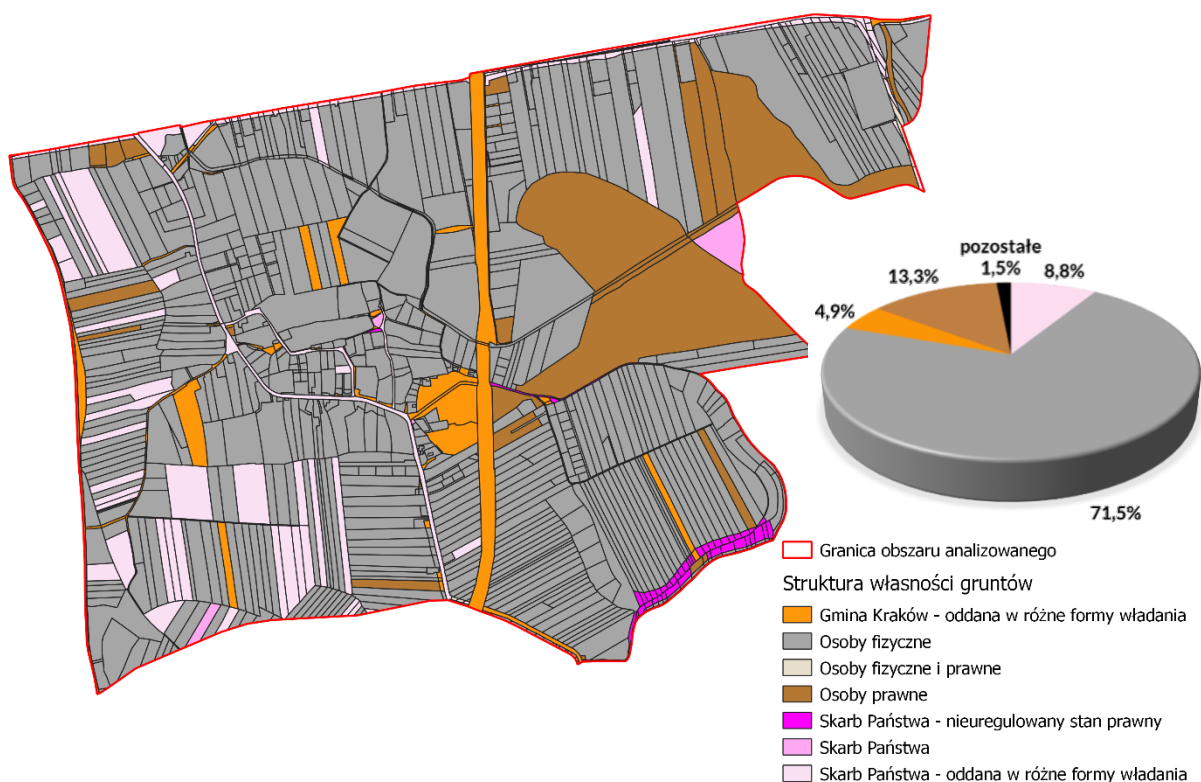 pozostałe
13,3%
1,5%
8,8%
4,9%
71,5%
Granica obszaru analizowanego
Struktura własności gruntów
Gmina Kraków - oddana w różne formy władania
Osoby fizyczne
Osoby fizyczne i prawne
Osoby prawne
Skarb Państwa - nieuregulowany stan prawny
Skarb Państwa
Skarb Państwa - oddana w różne formy władania